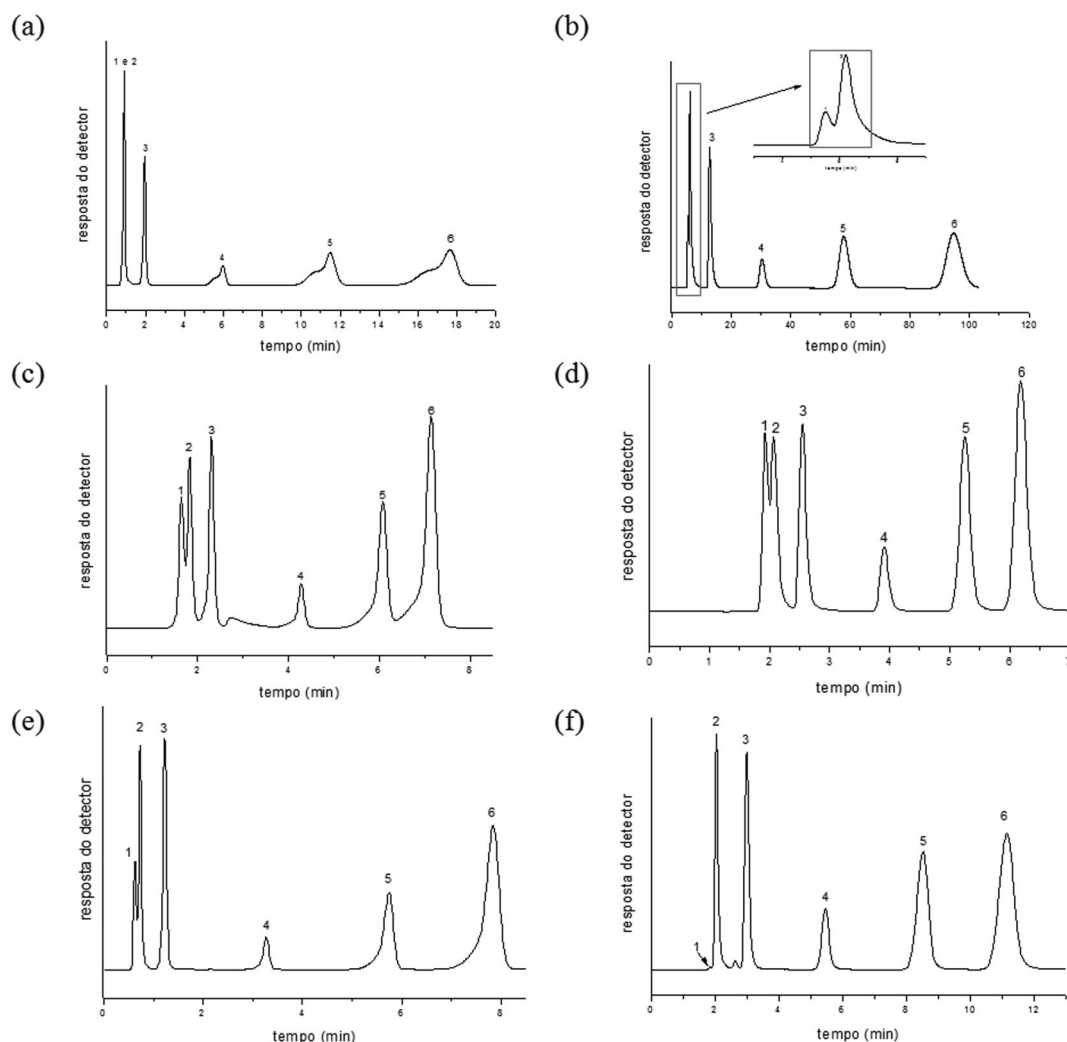 (a)
resposta do detector
1 e 2
3
4
5
6
0 2 4 6 8 10 12 14 16 18 20
tempo (min)
(b)
resposta do detector
tempo (min)
3
4
5
6
0 20 40 60 80 100 120
tempo (min)
(c)
resposta do detector
1
2
3
4
5
6
0 2 4 6 8
tempo (min)
(d)
resposta do detector
1
2
3
4
5
6
0 1 2 3 4 5 6 7
tempo (min)
(e)
resposta do detector
1
2
3
4
5
6
0 2 4 6 8
tempo (min)
(f)
resposta do detector
1
2
3
4
5
6
0 2 4 6 8 10 12
tempo (min)